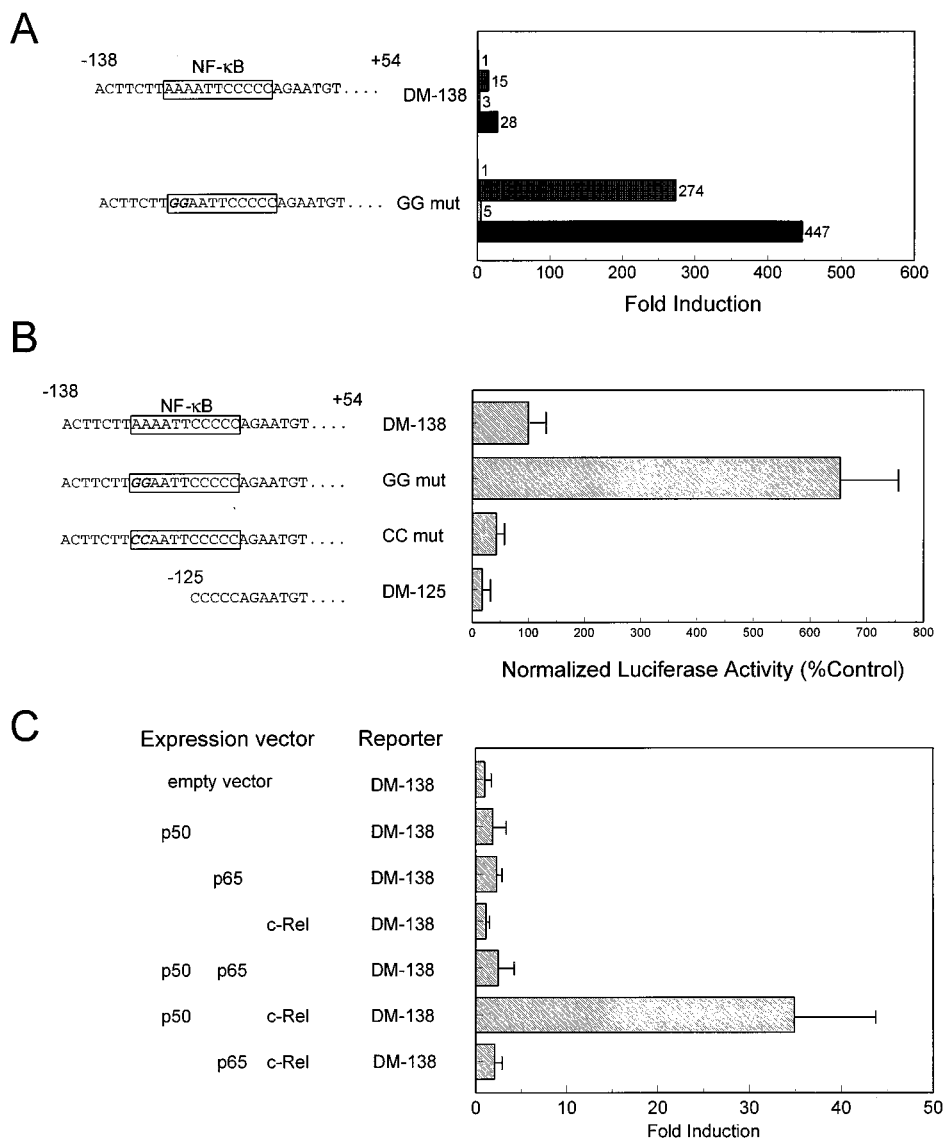 A
-138 NF-κB +54
ACTTCTTAAAATTCCCCCAGAATGT.... DM-138
1
15
3
28
ACTTCTTGGAATTCCCCCAGAATGT.... GG mut
1
274
5
447
0 100 200 300 400 500 600
Fold Induction
B
-138 NF-κB +54
ACTTCTTAAAATTCCCCCAGAATGT.... DM-138
ACTTCTTGGAATTCCCCCAGAATGT.... GG mut
ACTTCTTCCAATTCCCCCAGAATGT.... CC mut
-125
CCCCCAGAATGT.... DM-125
0 100 200 300 400 500 600 700 800
Normalized Luciferase Activity (%Control)
C
Expression vector Reporter
empty vector DM-138
p50 DM-138
p65 DM-138
c-Rel DM-138
p50 p65 DM-138
p50 c-Rel DM-138
p65 c-Rel DM-138
0 10 20 30 40 50
Fold Induction